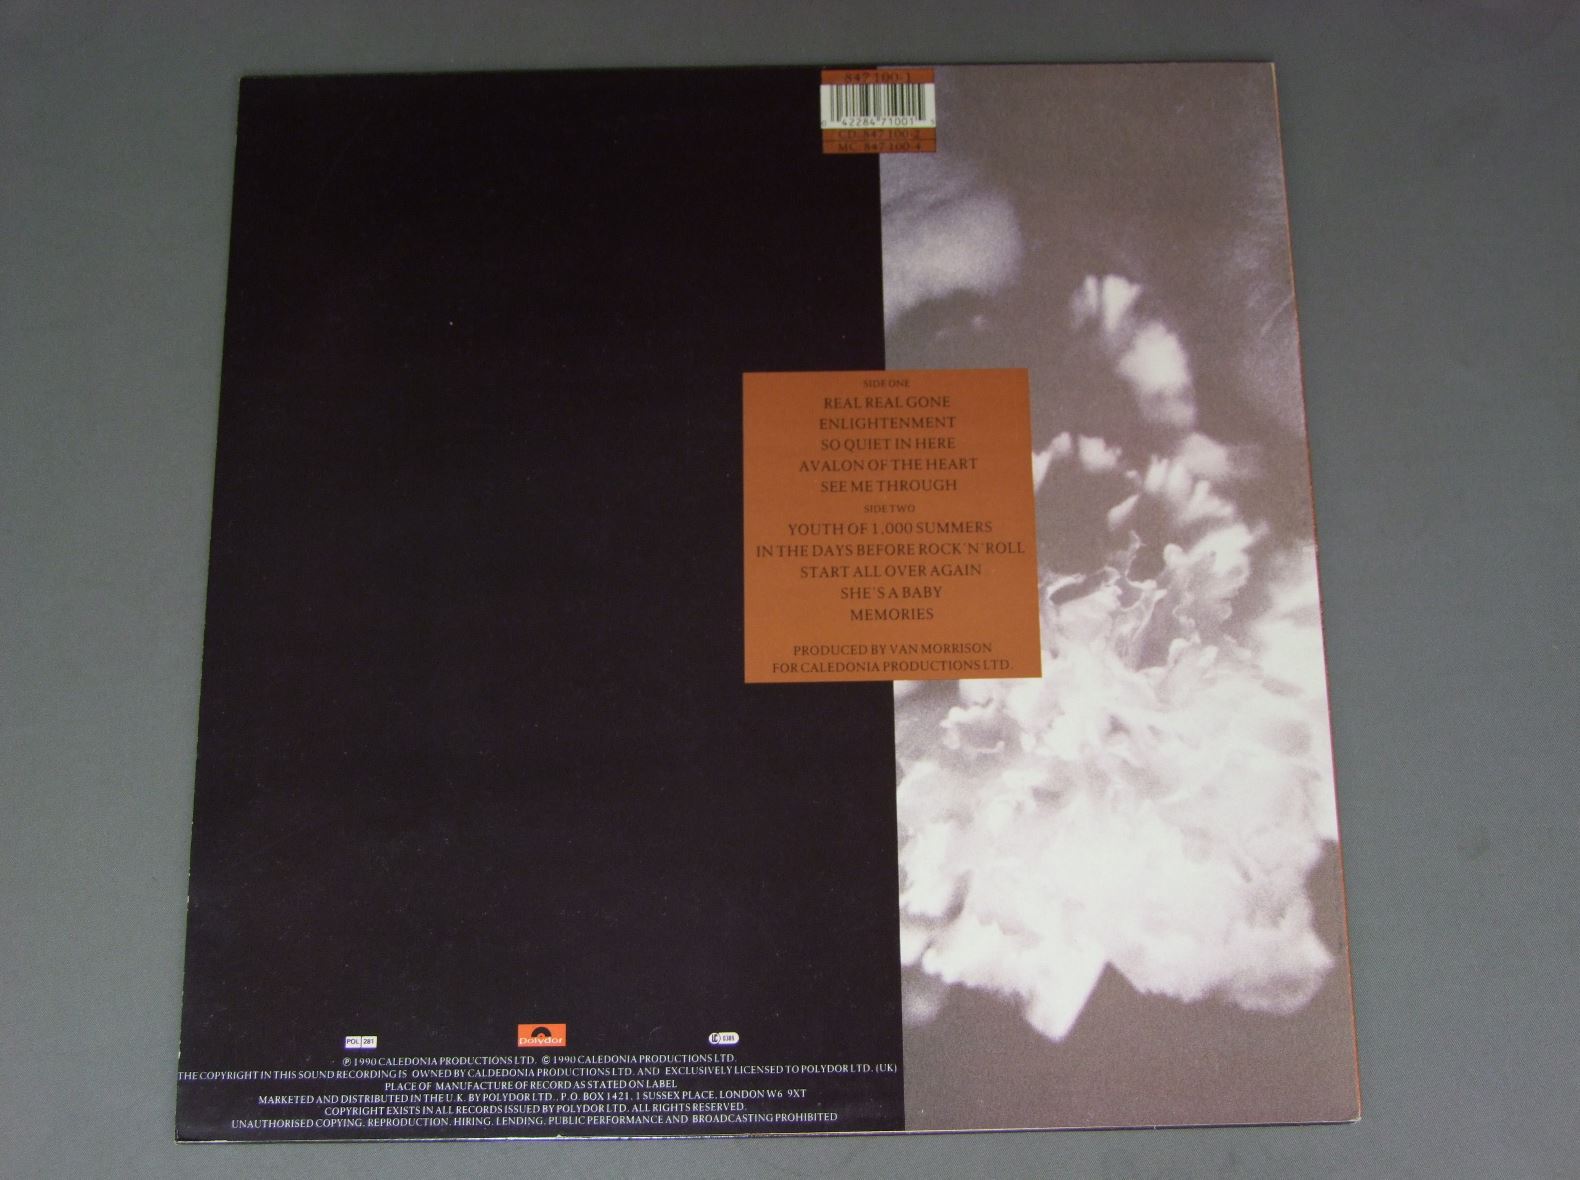 847 100-1
0 42284 71001 5
CD: 847 100-2
MC: 847 100-4
SIDE ONE
REAL REAL GONE
ENLIGHTENMENT
SO QUIET IN HERE
AVALON OF THE HEART
SEE ME THROUGH
SIDE TWO
YOUTH OF 1,000 SUMMERS
IN THE DAYS BEFORE ROCK'N'ROLL
START ALL OVER AGAIN
SHE'S A BABY
MEMORIES
PRODUCED BY VAN MORRISON
FOR CALEDONIA PRODUCTIONS LTD.
POL 281
polydor
LC 0309
℗ 1990 CALEDONIA PRODUCTIONS LTD. © 1990 CALEDONIA PRODUCTIONS LTD.
THE COPYRIGHT IN THIS SOUND RECORDING IS OWNED BY CALDEDONIA PRODUCTIONS LTD. AND EXCLUSIVELY LICENSED TO POLYDOR LTD. (UK)
PLACE OF MANUFACTURE OF RECORD AS STATED ON LABEL
MARKETED AND DISTRIBUTED IN THE U.K. BY POLYDOR LTD., P.O. BOX 1421, 1 SUSSEX PLACE, LONDON W6 9XT
COPYRIGHT EXISTS IN ALL RECORDS ISSUED BY POLYDOR LTD. ALL RIGHTS RESERVED.
UNAUTHORISED COPYING, REPRODUCTION, HIRING, LENDING, PUBLIC PERFORMANCE AND BROADCASTING PROHIBITED